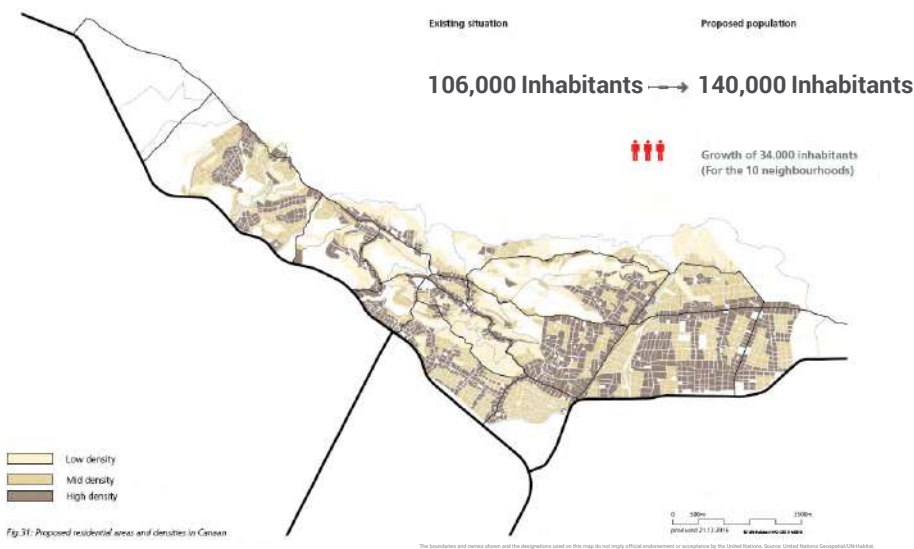 Existing situation
Proposed population
106,000 Inhabitants
140,000 Inhabitants
Growth of 34.000 inhabitants
(For the 10 neighbourhoods)
Low density
Mid density
High density
Fig.31: Proposed residential areas and densities in Canaan
0 500m 2500m
produced 21.12.2016
The boundaries and names shown and the designations used on this map do not imply official endorsement or acceptance by the United Nations. Source: United Nations Geospatial/UN-Habitat